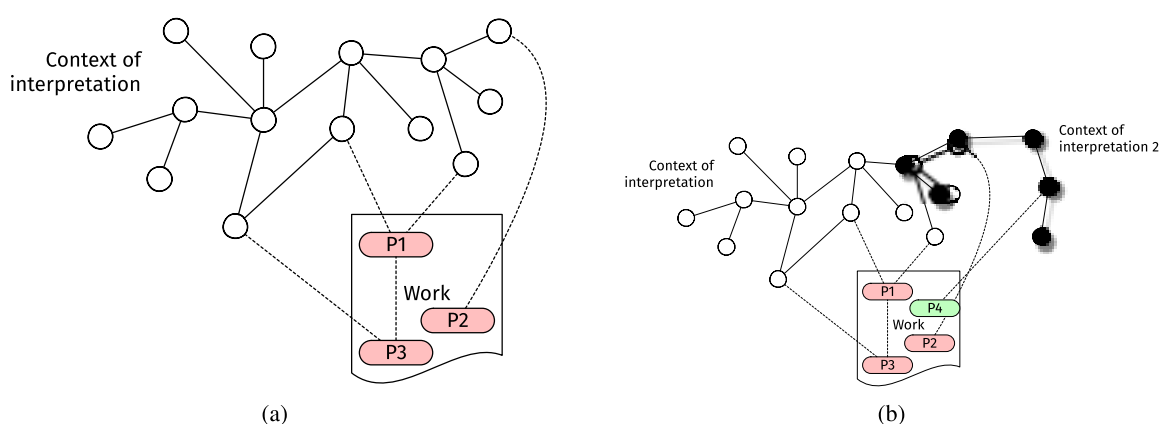 Context of
interpretation
P1
Work
P2
P3
(a)
Context of
interpretation
Context of
interpretation 2
P1
P4
Work
P2
P3
(b)